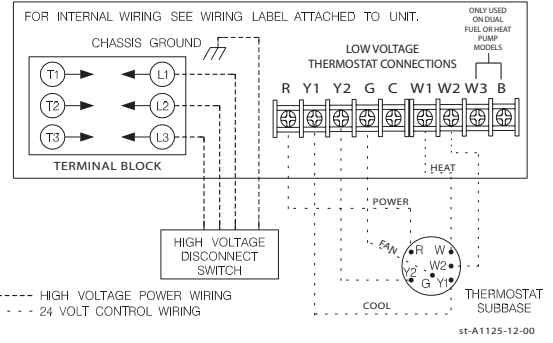 FOR INTERNAL WIRING SEE WIRING LABEL ATTACHED TO UNIT.
ONLY USED
ON DUAL
FUEL OR HEAT
PUMP
MODELS
CHASSIS GROUND
LOW VOLTAGE
THERMOSTAT CONNECTIONS
R Y1 Y2 G C W1 W2 W3 B
T1 L1
T2 L2
T3 L3
TERMINAL BLOCK
HEAT
POWER
HIGH VOLTAGE
DISCONNECT
SWITCH
FAN
R W
W2
Y2
G Y1
COOL
THERMOSTAT
SUBBASE
HIGH VOLTAGE POWER WIRING
24 VOLT CONTROL WIRING
st-A1125-12-00